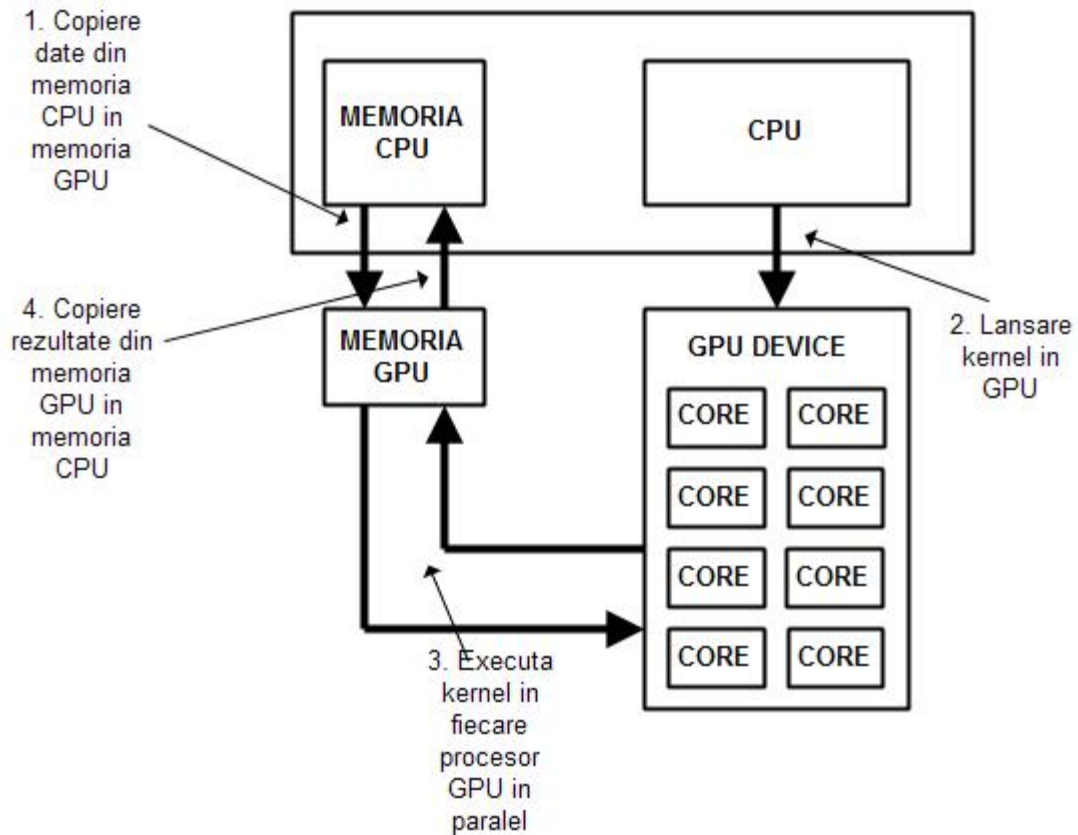 1. Copiere
date din
memoria
CPU in
memoria
GPU
MEMORIA
CPU
CPU
4. Copiere
rezultate din
memoria
GPU in
memoria
CPU
MEMORIA
GPU
GPU DEVICE
CORE CORE
CORE CORE
CORE CORE
CORE CORE
2. Lansare
kernel in
GPU
3. Executa
kernel in
fiecare
procesor
GPU in
paralel